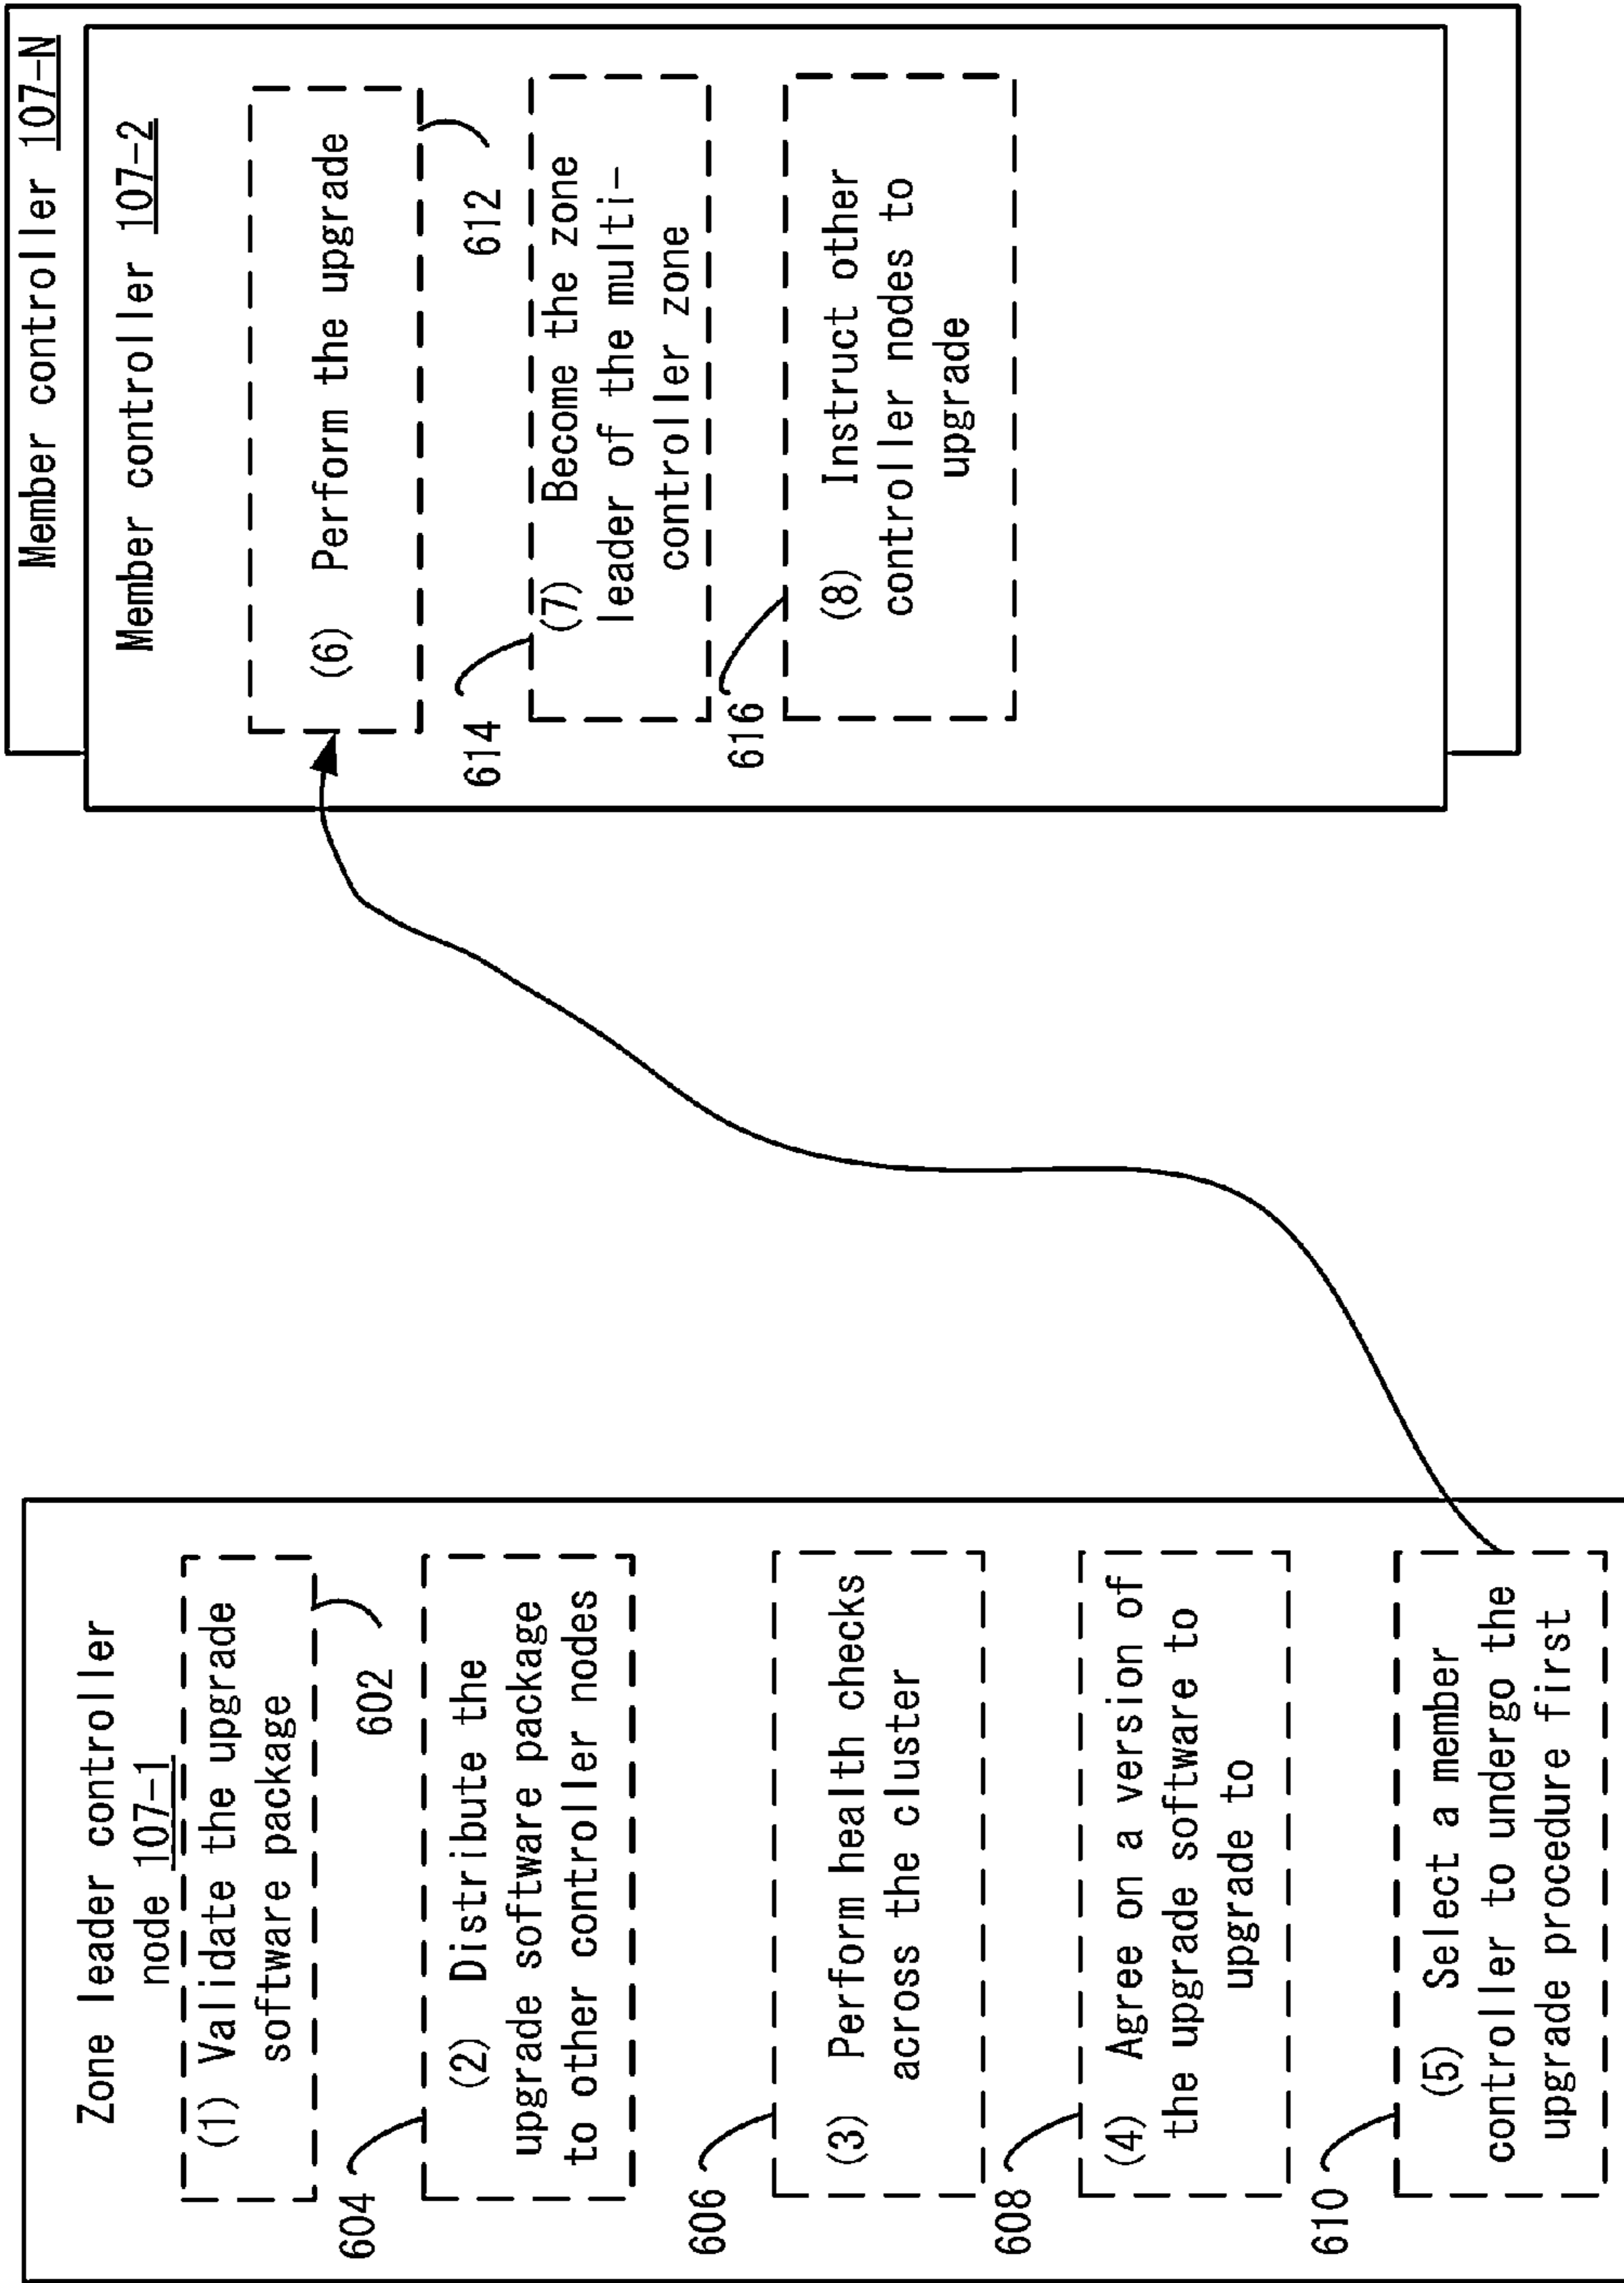 Zone leader controller
node 107-1
(1) Validate the upgrade
software package
602
604
(2) Distribute the
upgrade software package
to other controller nodes
606
(3) Perform health checks
across the cluster
608
(4) Agree on a version of
the upgrade software to
upgrade to
610
(5) Select a member
controller to undergo the
upgrade procedure first
Member controller 107-N
Member controller 107-2
(6) Perform the upgrade
612
614
(7) Become the zone
leader of the multi-
controller zone
616
(8) Instruct other
controller nodes to
upgrade